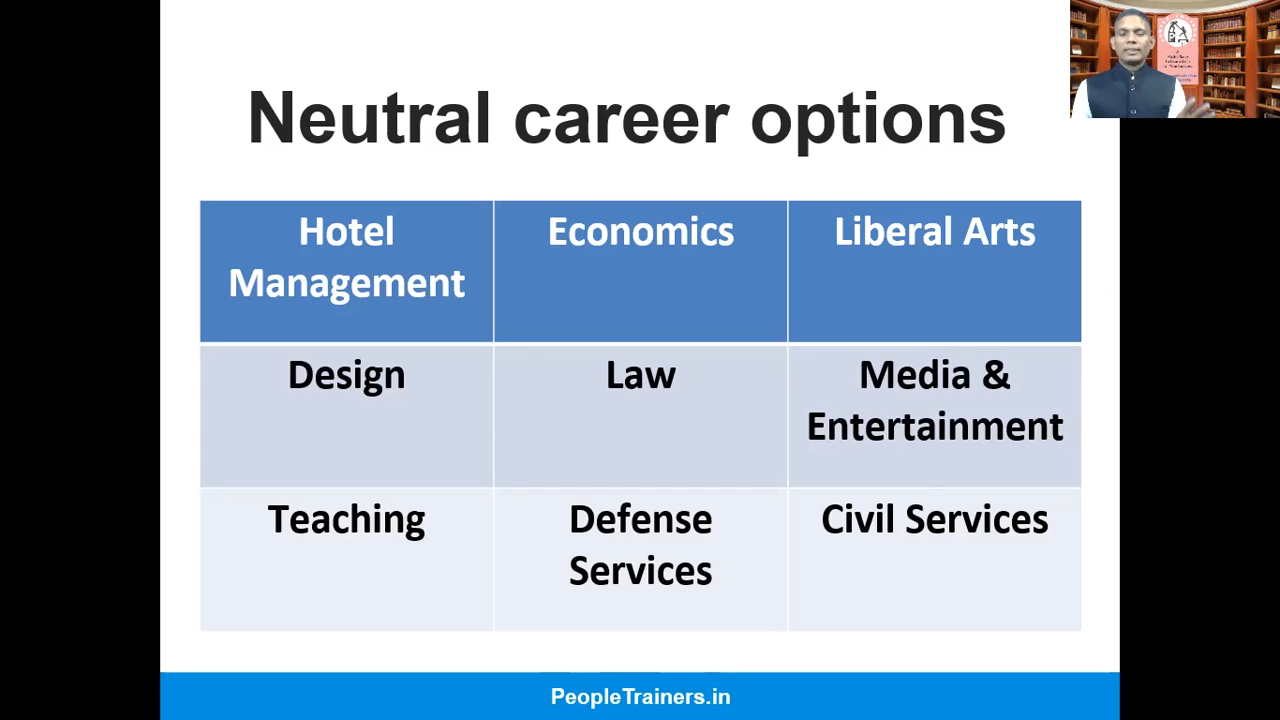 Neutral career options
Hotel
Management
Economics
Liberal Arts
Design
Law
Media &
Entertainment
Teaching
Defense
Services
Civil Services
PeopleTrainers.in